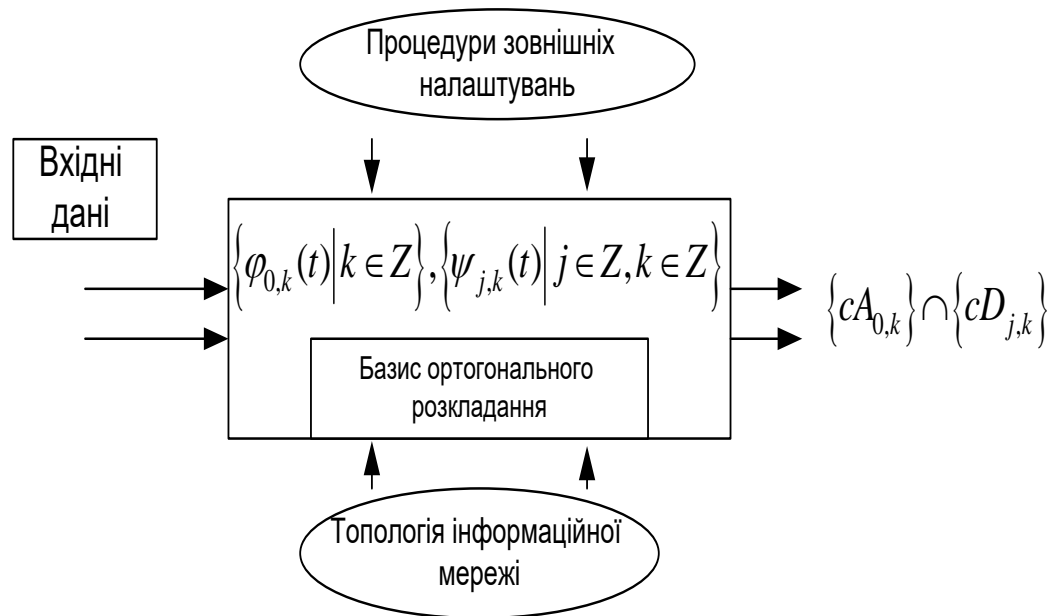 Процедури зовнішніх
налаштувань
Вхідні
дані
{φ₀,ₖ(t)|k∈Z},{ψⱼ,ₖ(t)|j∈Z,k∈Z}
{cA₀,ₖ}∩{cDⱼ,ₖ}
Базис ортогонального
розкладання
Топологія інформаційної
мережі